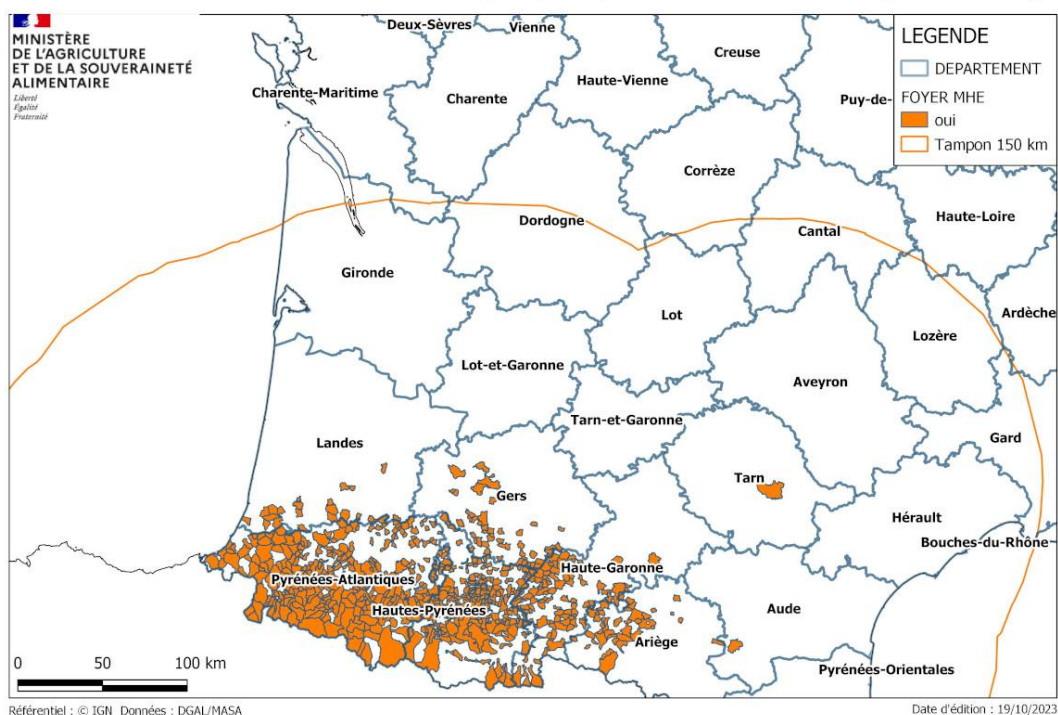 MINISTÈRE
DE L'AGRICULTURE
ET DE LA SOUVERAINETÉ
ALIMENTAIRE
Liberté
Égalité
Fraternité
LEGENDE
DEPARTEMENT
FOYER MHE
oui
Tampon 150 km
Deux-Sèvres
Vienne
Creuse
Haute-Vienne
Puy-de-
Charente-Maritime
Charente
Corrèze
Haute-Loire
Dordogne
Cantal
Gironde
Lot
Ardèche
Lozère
Lot-et-Garonne
Aveyron
Tarn-et-Garonne
Landes
Gard
Tarn
Gers
Hérault
Bouches-du-Rhône
Haute-Garonne
Pyrénées-Atlantiques
Hautes-Pyrénées
Aude
Ariège
Pyrénées-Orientales
0 50 100 km
Référentiel : © IGN Données : DGAL/MASA
Date d'édition : 19/10/2023